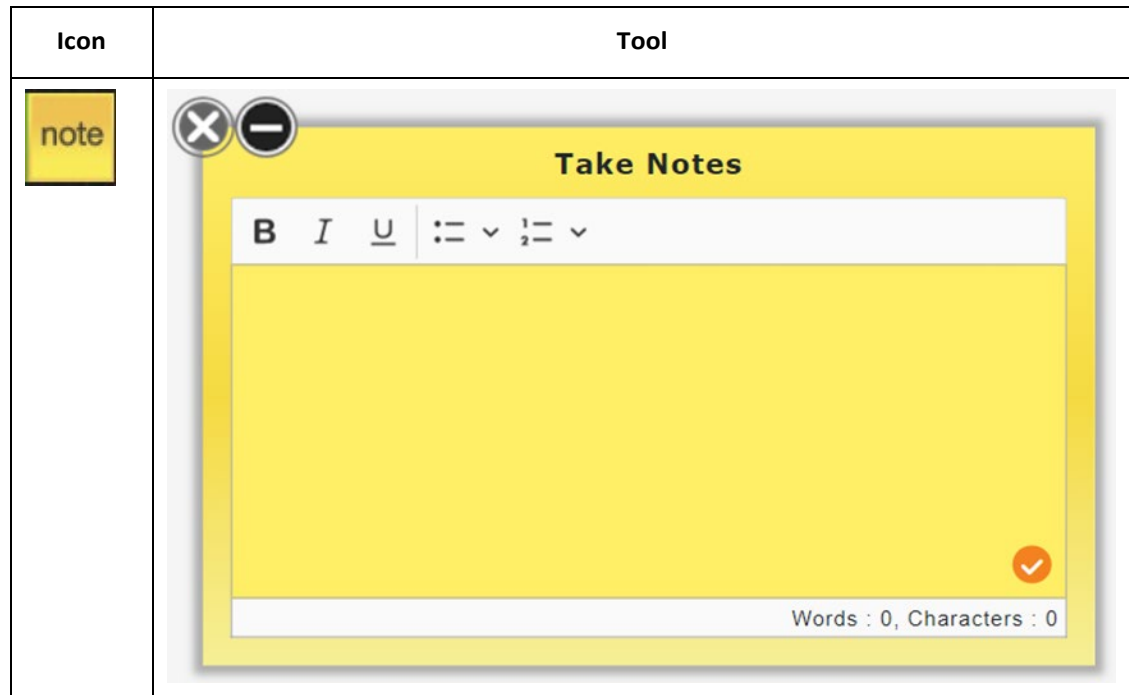 Icon
Tool
note
Take Notes
B I U
Words : 0, Characters : 0